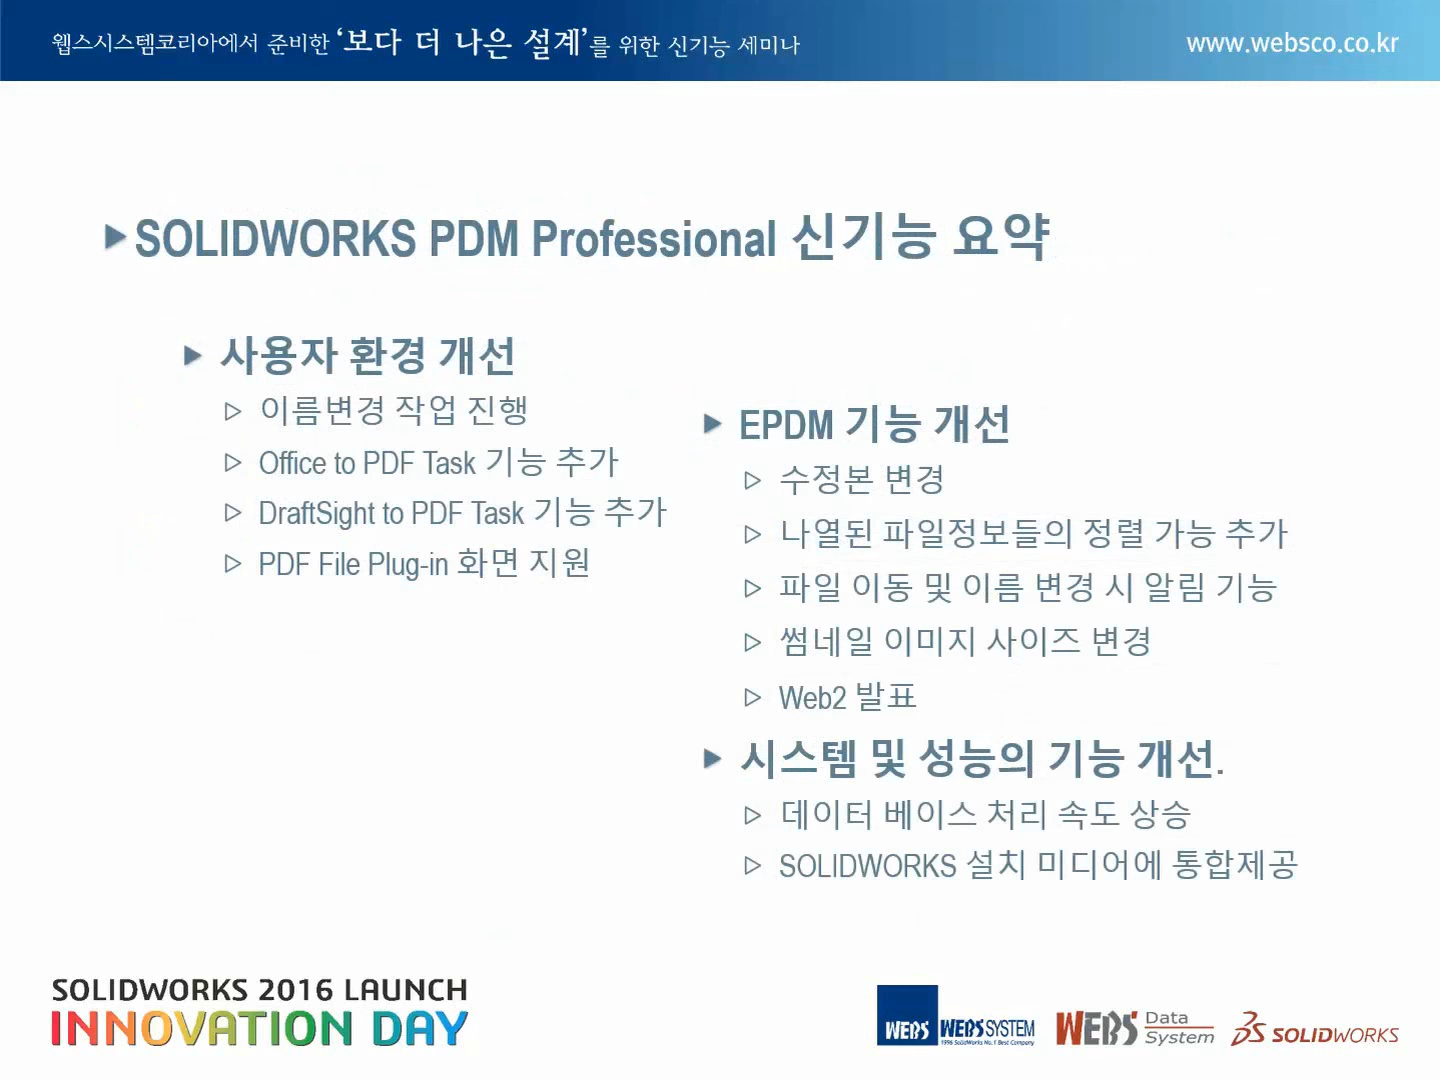 웹스시스템코리아에서 준비한 '보다 더 나은 설계'를 위한 신기능 세미나
www.websco.co.kr
SOLIDWORKS PDM Professional 신기능 요약
사용자 환경 개선
이름변경 작업 진행
Office to PDF Task 기능 추가
DraftSight to PDF Task 기능 추가
PDF File Plug-in 화면 지원
EPDM 기능 개선
수정본 변경
나열된 파일정보들의 정렬 가능 추가
파일 이동 및 이름 변경 시 알림 기능
썸네일 이미지 사이즈 변경
Web2 발표
시스템 및 성능의 기능 개선.
데이터 베이스 처리 속도 상승
SOLIDWORKS 설치 미디어에 통합제공
SOLIDWORKS 2016 LAUNCH
INNOVATION DAY
WEBS
WEBS SYSTEM
1996 SolidWorks No.1 Best Company
WEBS Data System
SOLIDWORKS